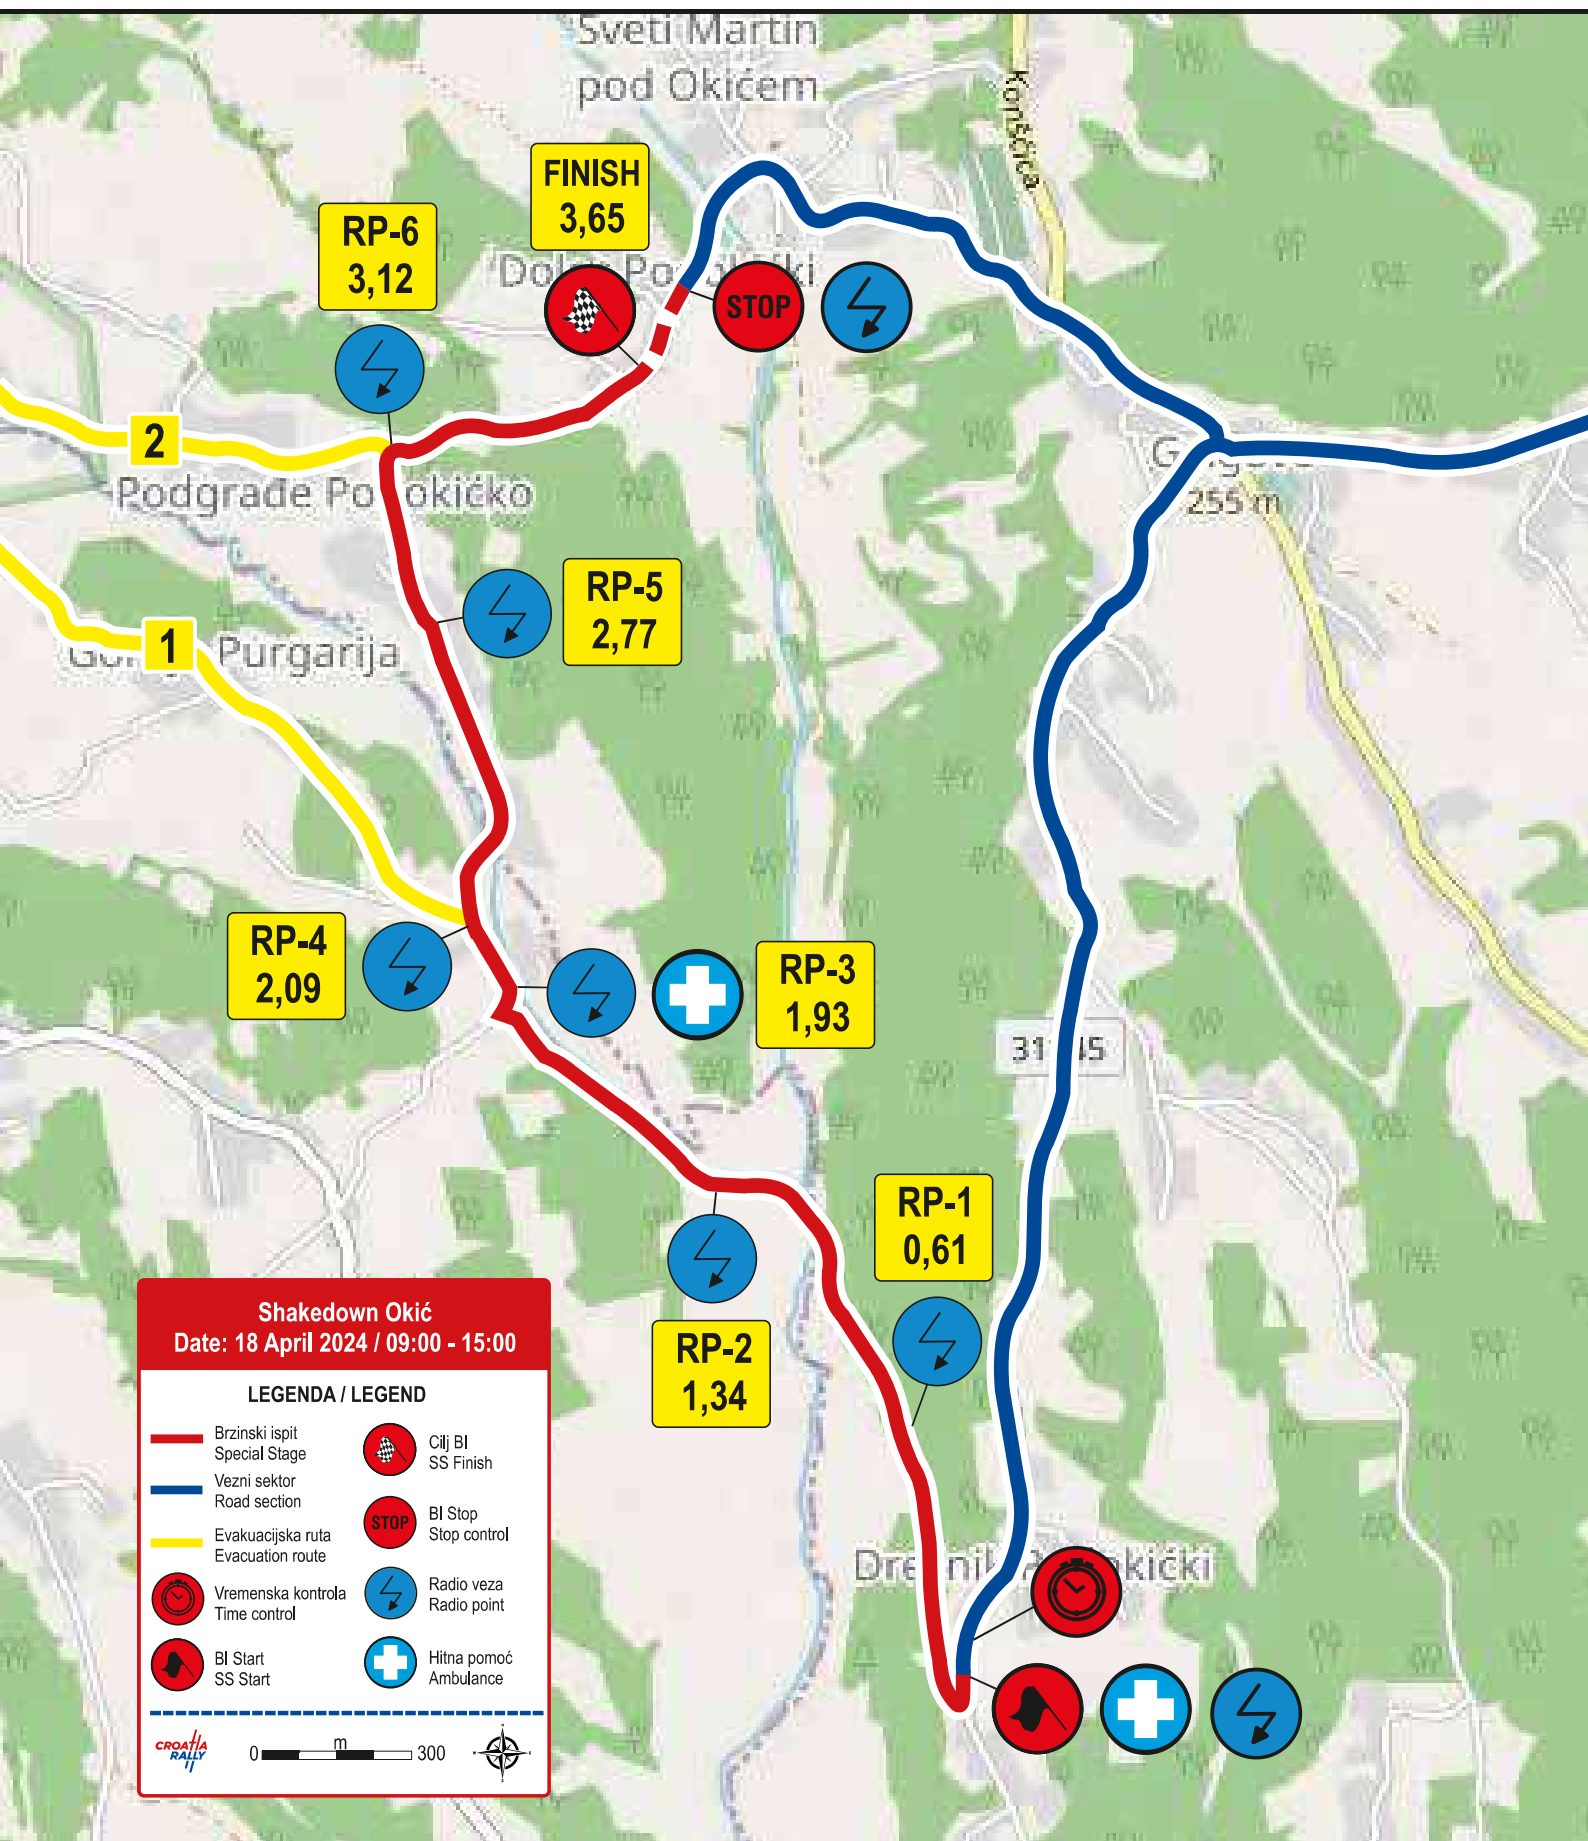 Sveti Martin
pod Okićem
Konšćica
FINISH
3,65
RP-6
3,12
STOP
2
Podgrađe Po okićko
255 m
RP-5
2,77
1
Purgarija
RP-4
2,09
RP-3
1,93
31 45
RP-1
0,61
RP-2
1,34
Shakedown Okić
Date: 18 April 2024 / 09:00 - 15:00
LEGENDA / LEGEND
Brzinski ispit
Special Stage
Vezni sektor
Road section
Evakuacijska ruta
Evacuation route
Vremenska kontrola
Time control
BI Start
SS Start
Cilj BI
SS Finish
STOP
BI Stop
Stop control
Radio veza
Radio point
Hitna pomoć
Ambulance
CROATIA
RALLY
0 m 300